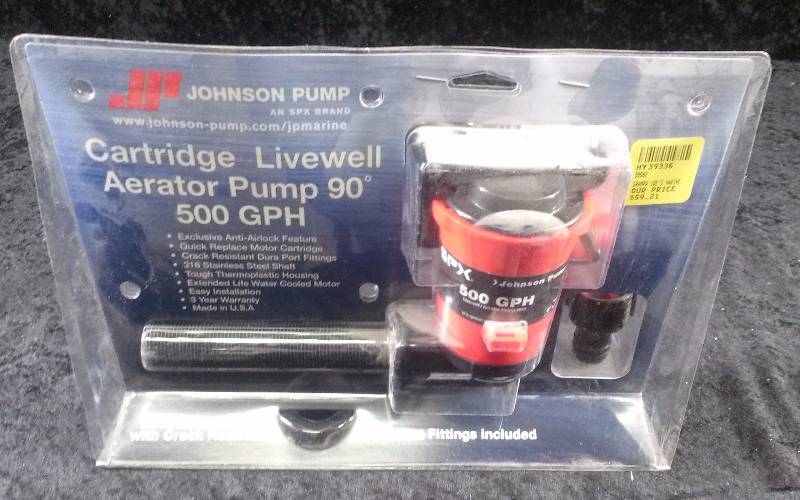 JOHNSON PUMP
AN SPX BRAND
www.johnson-pump.com/jpmarine
Cartridge Livewell
Aerator Pump 90°
500 GPH
• Exclusive Anti-Airlock Feature
• Quick Replace Motor Cartridge
• Crack Resistant Dura Port Fittings
• 316 Stainless Steel Shaft
• Tough Thermoplastic Housing
• Extended Life Water Cooled Motor
• Easy Installation
• 3 Year Warranty
• Made in U.S.A
HY39336
OUR PRICE
$59.21
SPX
Johnson Pump
500 GPH
with Crack Fittings included